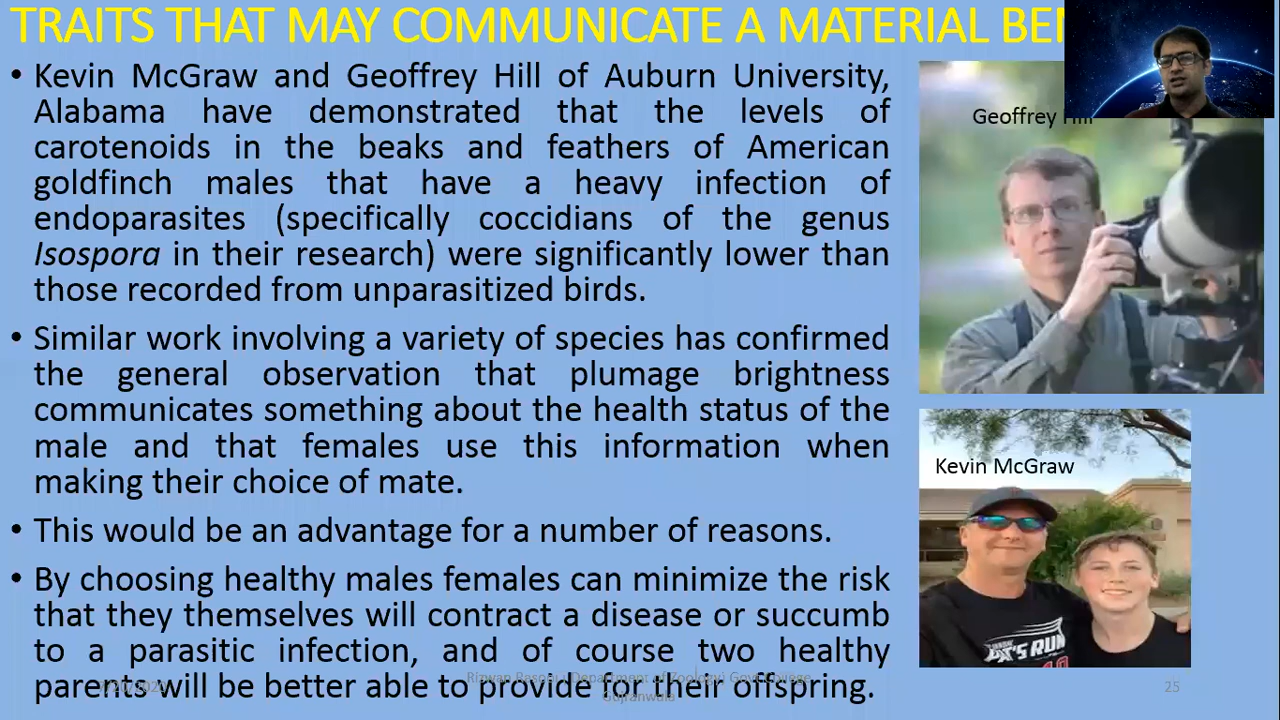 TRAITS THAT MAY COMMUNICATE A MATERIAL BE
• Kevin McGraw and Geoffrey Hill of Auburn University,
Alabama have demonstrated that the levels of
carotenoids in the beaks and feathers of American
goldfinch males that have a heavy infection of
endoparasites (specifically coccidians of the genus
Isospora in their research) were significantly lower than
those recorded from unparasitized birds.
• Similar work involving a variety of species has confirmed
the general observation that plumage brightness
communicates something about the health status of the
male and that females use this information when
making their choice of mate.
• This would be an advantage for a number of reasons.
• By choosing healthy males females can minimize the risk
that they themselves will contract a disease or succumb
to a parasitic infection, and of course two healthy
parents will be better able to provide for their offspring.
Geoffrey Hill
Kevin McGraw
Department of Zoology Govt College
Gujranwala
25